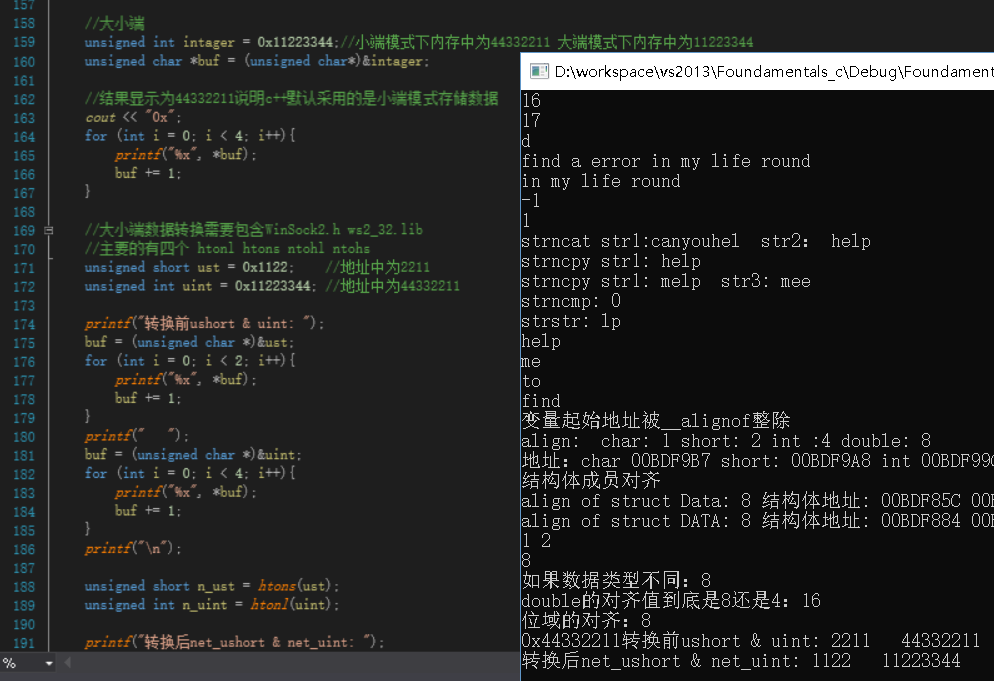 157
158 //大小端
159 unsigned int intager = 0x11223344;//小端模式下内存中为44332211 大端模式下内存中为11223344
160 unsigned char *buf = (unsigned char*)&intager;
161
162 //结果显示为44332211说明c++默认采用的是小端模式存储数据
163 cout << "0x";
164 for (int i = 0; i < 4; i++){
165 printf("%x", *buf);
166 buf += 1;
167 }
168
169 //大小端数据转换需要包含WinSock2.h ws2_32.lib
170 //主要的有四个 htonl htons ntohl ntohs
171 unsigned short ust = 0x1122; //地址中为2211
172 unsigned int uint = 0x11223344; //地址中为44332211
173
174 printf("转换前ushort & uint: ");
175 buf = (unsigned char *)&ust;
176 for (int i = 0; i < 2; i++){
177 printf("%x", *buf);
178 buf += 1;
179 }
180 printf("   ");
181 buf = (unsigned char *)&uint;
182 for (int i = 0; i < 4; i++){
183 printf("%x", *buf);
184 buf += 1;
185 }
186 printf("\n");
187
188 unsigned short n_ust = htons(ust);
189 unsigned int n_uint = htonl(uint);
190
191 printf("转换后net_ushort & net_uint: ");
%
D:\workspace\vs2013\Foundamentals_c\Debug\Foundament
16
17
d
find a error in my life round
in my life round
-1
1
strncat str1:canyouhel  str2:  help
strncpy str1: help
strncpy str1: melp  str3: mee
strncmp: 0
strstr: lp
help
me
to
find
变量起始地址被__alignof整除
align:  char: 1 short: 2 int :4 double: 8
地址：char 00BDF9B7 short: 00BDF9A8 int 00BDF99
结构体成员对齐
align of struct Data: 8 结构体地址: 00BDF85C 00
align of struct DATA: 8 结构体地址: 00BDF884 00
1 2
8
如果数据类型不同：8
double的对齐值到底是8还是4：16
位域的对齐：8
0x44332211转换前ushort & uint: 2211   44332211
转换后net_ushort & net_uint: 1122   11223344